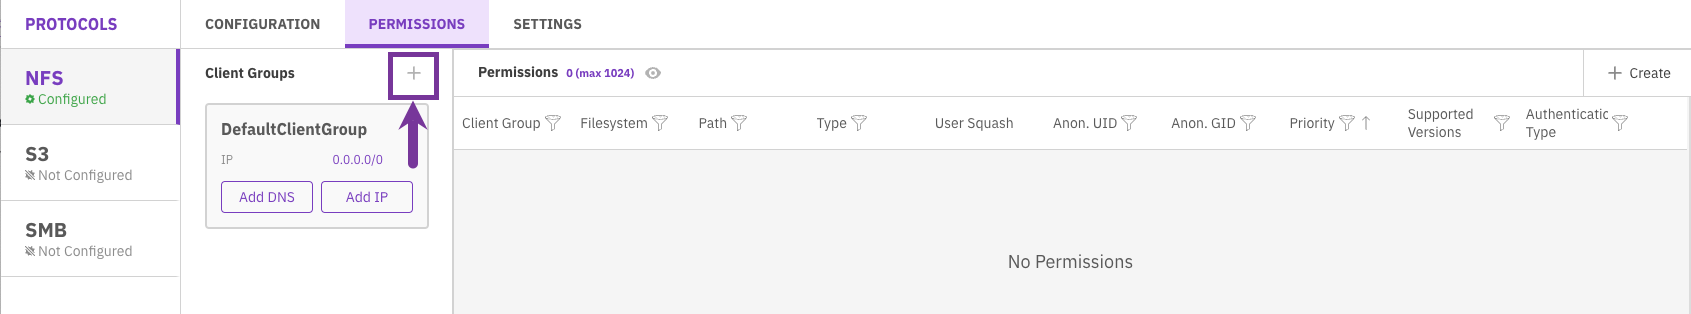 PROTOCOLS
CONFIGURATION
PERMISSIONS
SETTINGS
NFS
Configured
S3
Not Configured
SMB
Not Configured
Client Groups
DefaultClientGroup
IP 0.0.0.0/0
Add DNS Add IP
Permissions 0 (max 1024)
Create
Client Group Filesystem Path Type User Squash Anon. UID Anon. GID Priority Supported Versions Authenticatic Type
No Permissions